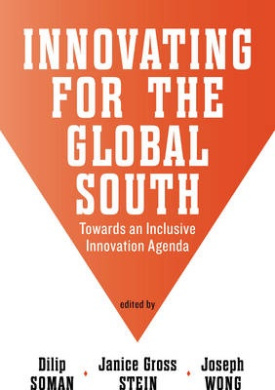 INNOVATING
FOR THE
GLOBAL
SOUTH
Towards an Inclusive
Innovation Agenda
edited by
Dilip Janice Gross Joseph
SOMAN • STEIN • WONG